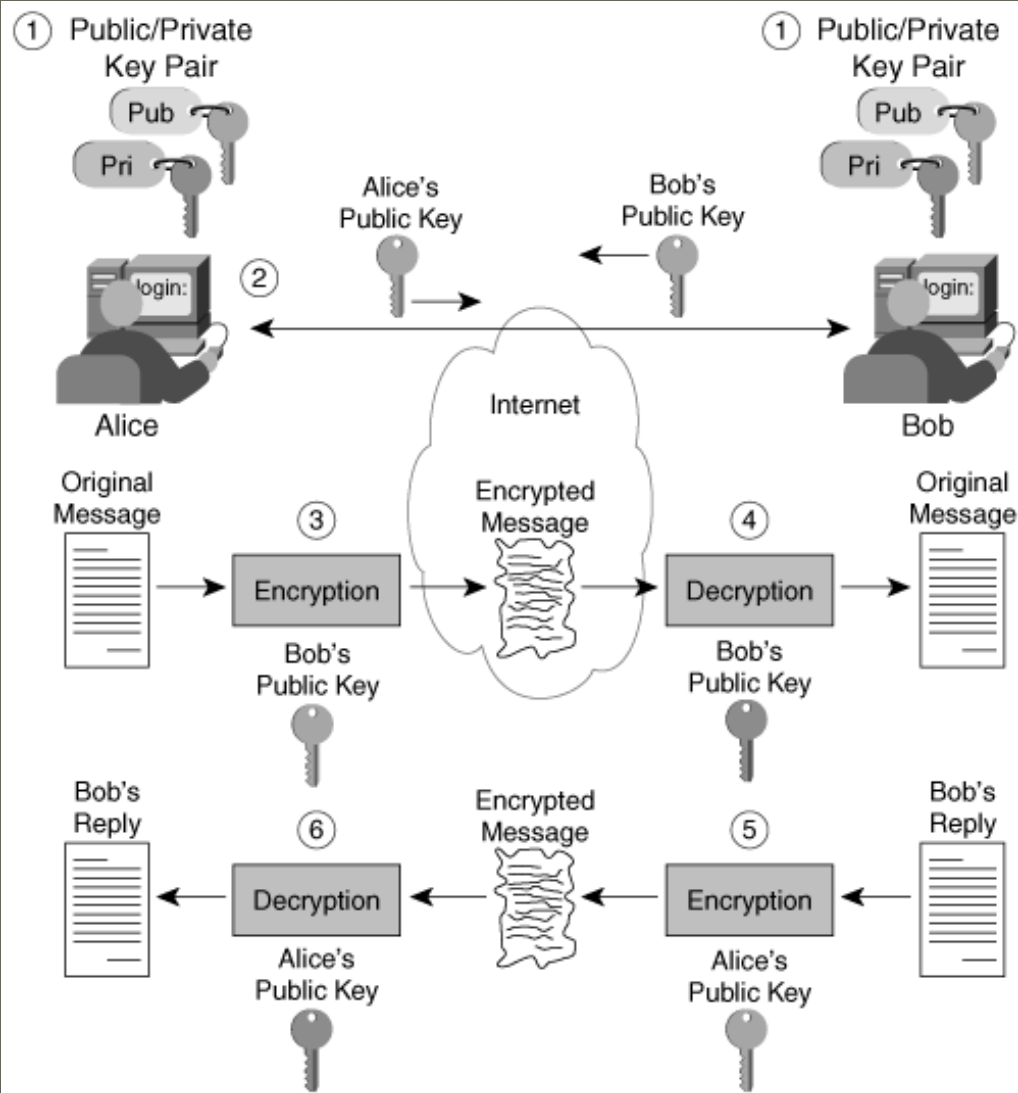 1 Public/Private
Key Pair
Pub
Pri
1 Public/Private
Key Pair
Pub
Pri
Alice's
Public Key
Bob's
Public Key
login:
2
login:
Alice
Internet
Bob
Original
Message
3
Encrypted
Message
4
Original
Message
Encryption
Decryption
Bob's
Public Key
Bob's
Public Key
Bob's
Reply
6
Encrypted
Message
5
Bob's
Reply
Decryption
Encryption
Alice's
Public Key
Alice's
Public Key